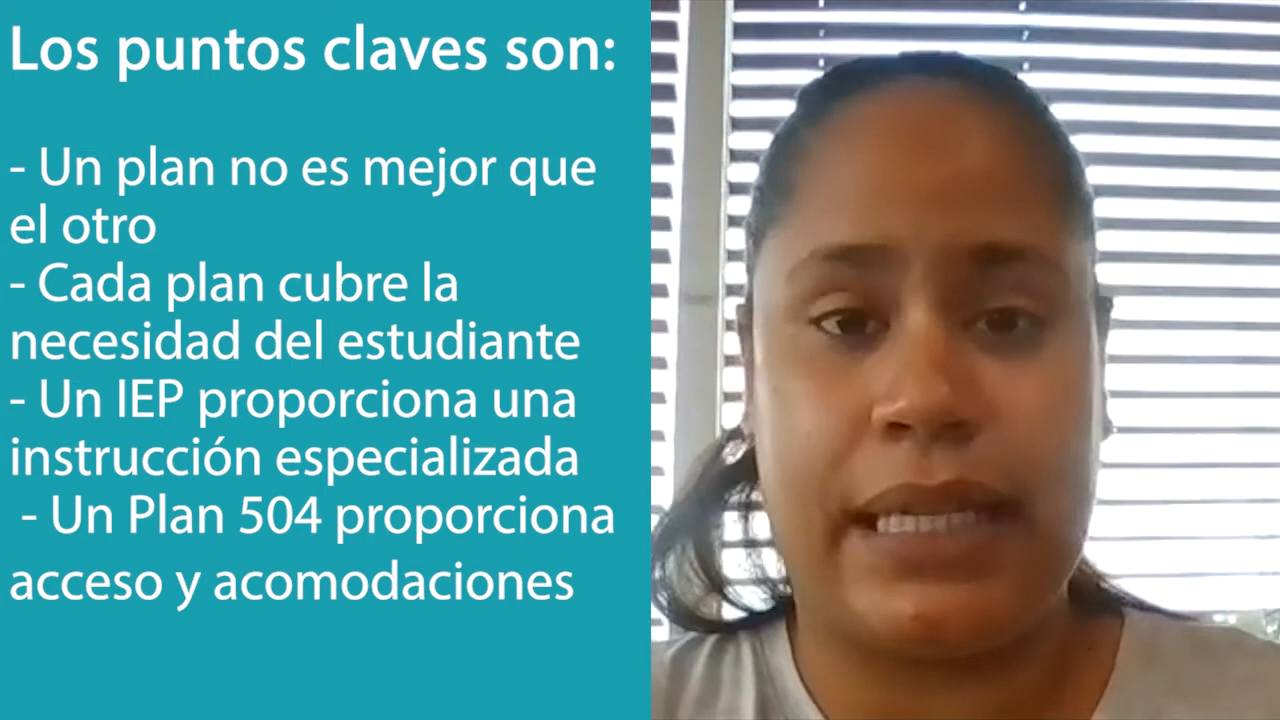 Los puntos claves son:
- Un plan no es mejor que
el otro
- Cada plan cubre la
necesidad del estudiante
- Un IEP proporciona una
instrucción especializada
- Un Plan 504 proporciona
acceso y acomodaciones